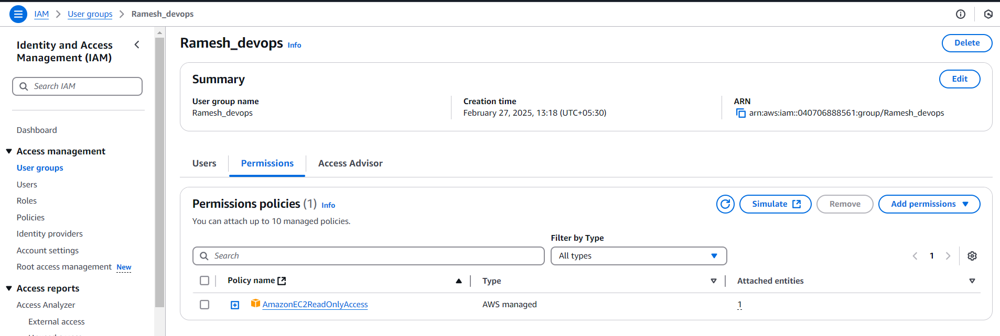 IAM > User groups > Ramesh_devops
Identity and Access
Management (IAM)
Search IAM
Dashboard
Access management
User groups
Users
Roles
Policies
Identity providers
Account settings
Root access management New
Access reports
Access Analyzer
External access
Ramesh_devops Info
Delete
Summary
Edit
User group name
Ramesh_devops
Creation time
February 27, 2025, 13:18 (UTC+05:30)
ARN
arn:aws:iam::040706888561:group/Ramesh_devops
Users Permissions Access Advisor
Permissions policies (1) Info
Simulate Remove Add permissions
You can attach up to 10 managed policies.
Filter by Type
Search All types 1
Policy name Type Attached entities
AmazonEC2ReadOnlyAccess AWS managed 1